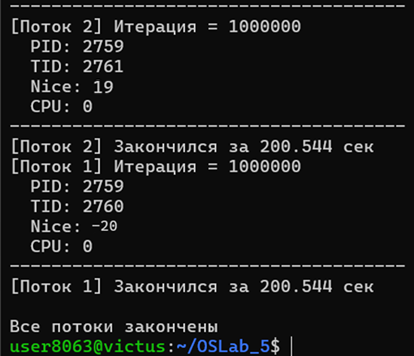 --------------------------------------
[Поток 2] Итерация = 1000000
  PID: 2759
  TID: 2761
  Nice: 19
  CPU: 0
--------------------------------------
[Поток 2] Закончился за 200.544 сек
[Поток 1] Итерация = 1000000
  PID: 2759
  TID: 2760
  Nice: -20
  CPU: 0
--------------------------------------
[Поток 1] Закончился за 200.544 сек

Все потоки закончены
user8063@victus:~/OSLab_5$